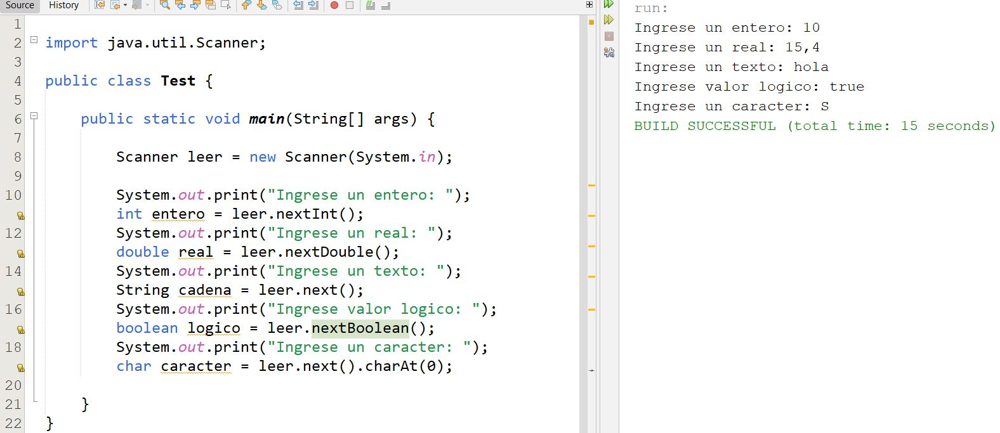 Source History
1
2 import java.util.Scanner;
3
4 public class Test {
5
6 public static void main(String[] args) {
7
8 Scanner leer = new Scanner(System.in);
9
10 System.out.print("Ingrese un entero: ");
int entero = leer.nextInt();
12 System.out.print("Ingrese un real: ");
double real = leer.nextDouble();
14 System.out.print("Ingrese un texto: ");
String cadena = leer.next();
16 System.out.print("Ingrese valor logico: ");
boolean logico = leer.nextBoolean();
18 System.out.print("Ingrese un caracter: ");
char caracter = leer.next().charAt(0);
20
21 }
22 }
run:
Ingrese un entero: 10
Ingrese un real: 15,4
Ingrese un texto: hola
Ingrese valor logico: true
Ingrese un caracter: S
BUILD SUCCESSFUL (total time: 15 seconds)